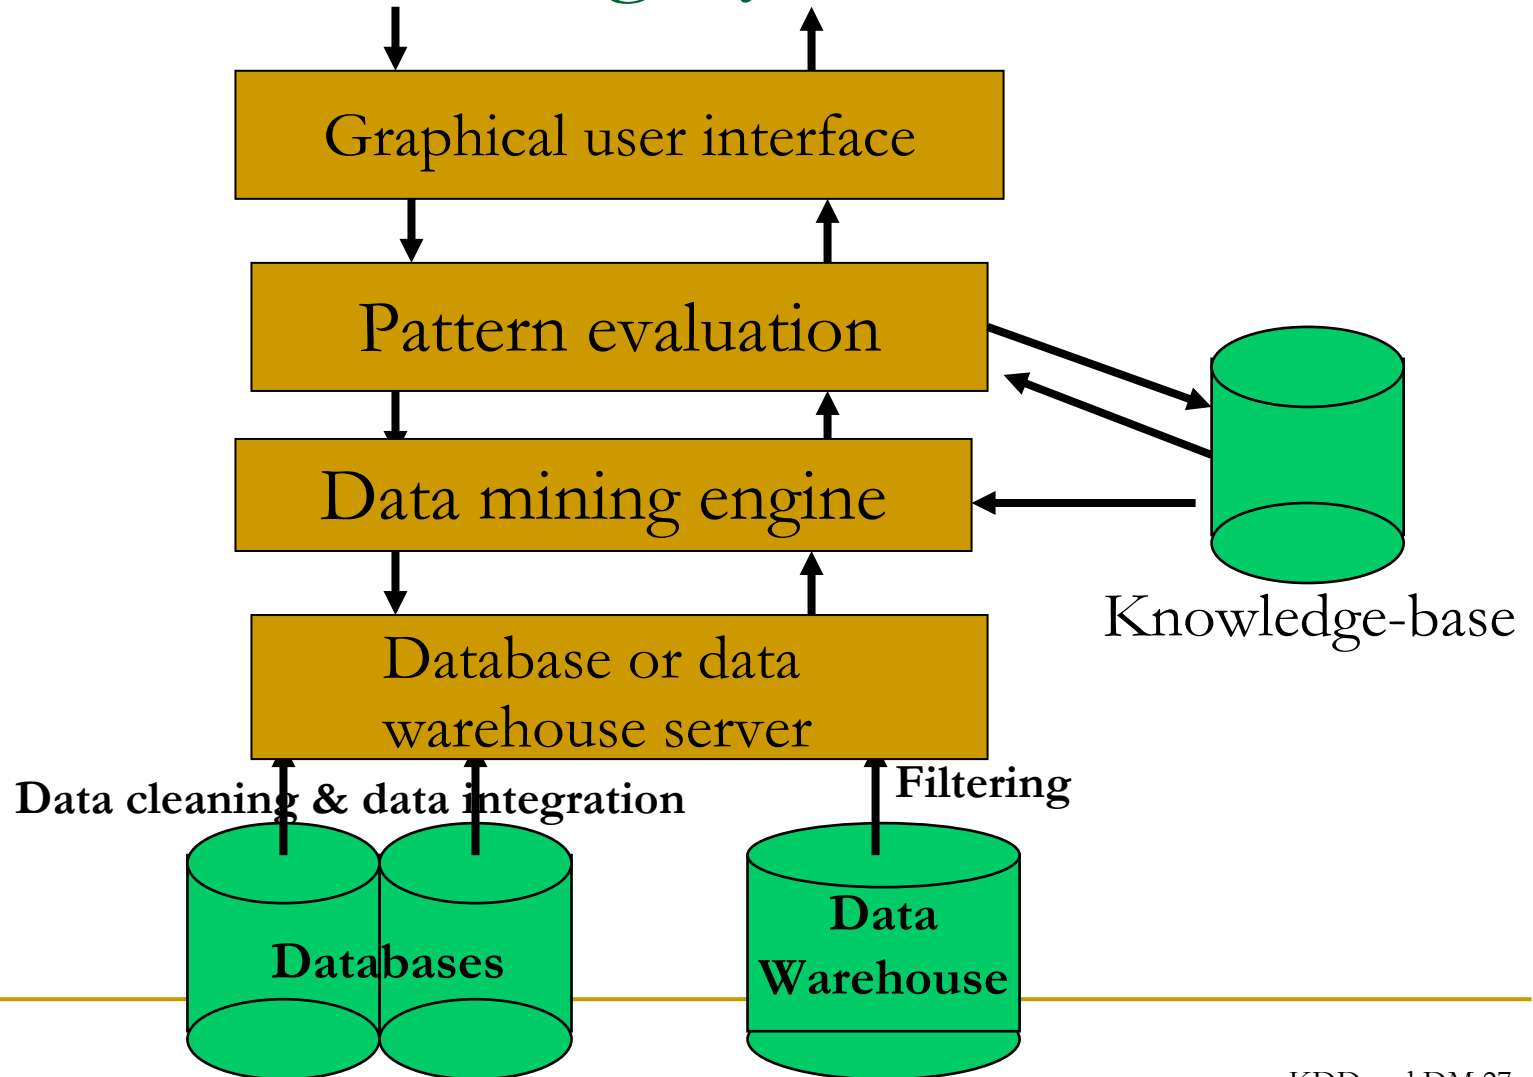 Graphical user interface
Pattern evaluation
Data mining engine
Knowledge-base
Database or data
warehouse server
Data cleaning & data integration
Filtering
Databases
Data
Warehouse